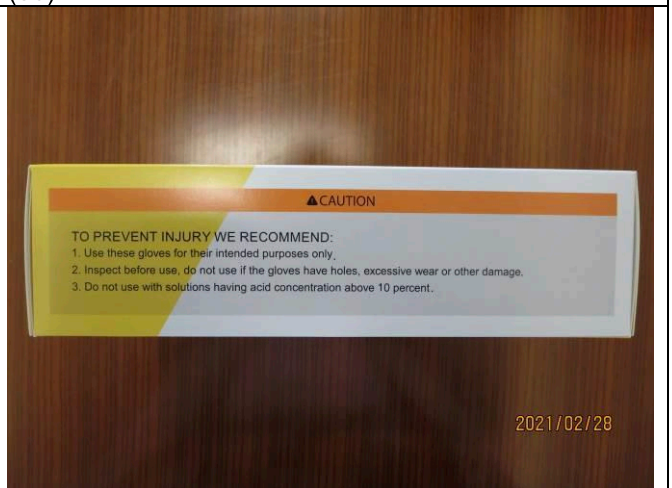 ⚠CAUTION
TO PREVENT INJURY WE RECOMMEND:
1. Use these gloves for their intended purposes only.
2. Inspect before use, do not use if the gloves have holes, excessive wear or other damage.
3. Do not use with solutions having acid concentration above 10 percent.
2021/02/28